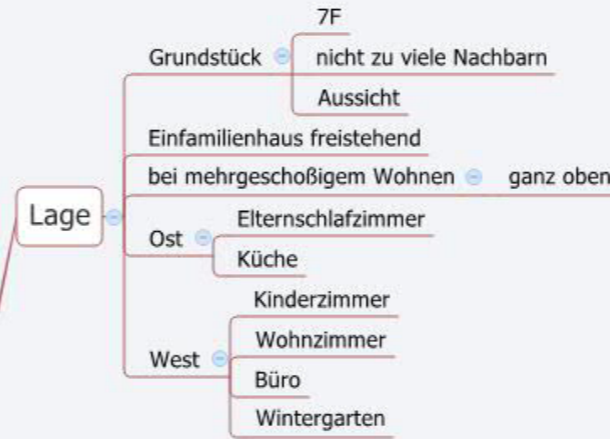 Lage
Grundstück
7F
nicht zu viele Nachbarn
Aussicht
Einfamilienhaus freistehend
bei mehrgeschoßigem Wohnen
ganz oben
Ost
Elternschlafzimmer
Küche
West
Kinderzimmer
Wohnzimmer
Büro
Wintergarten